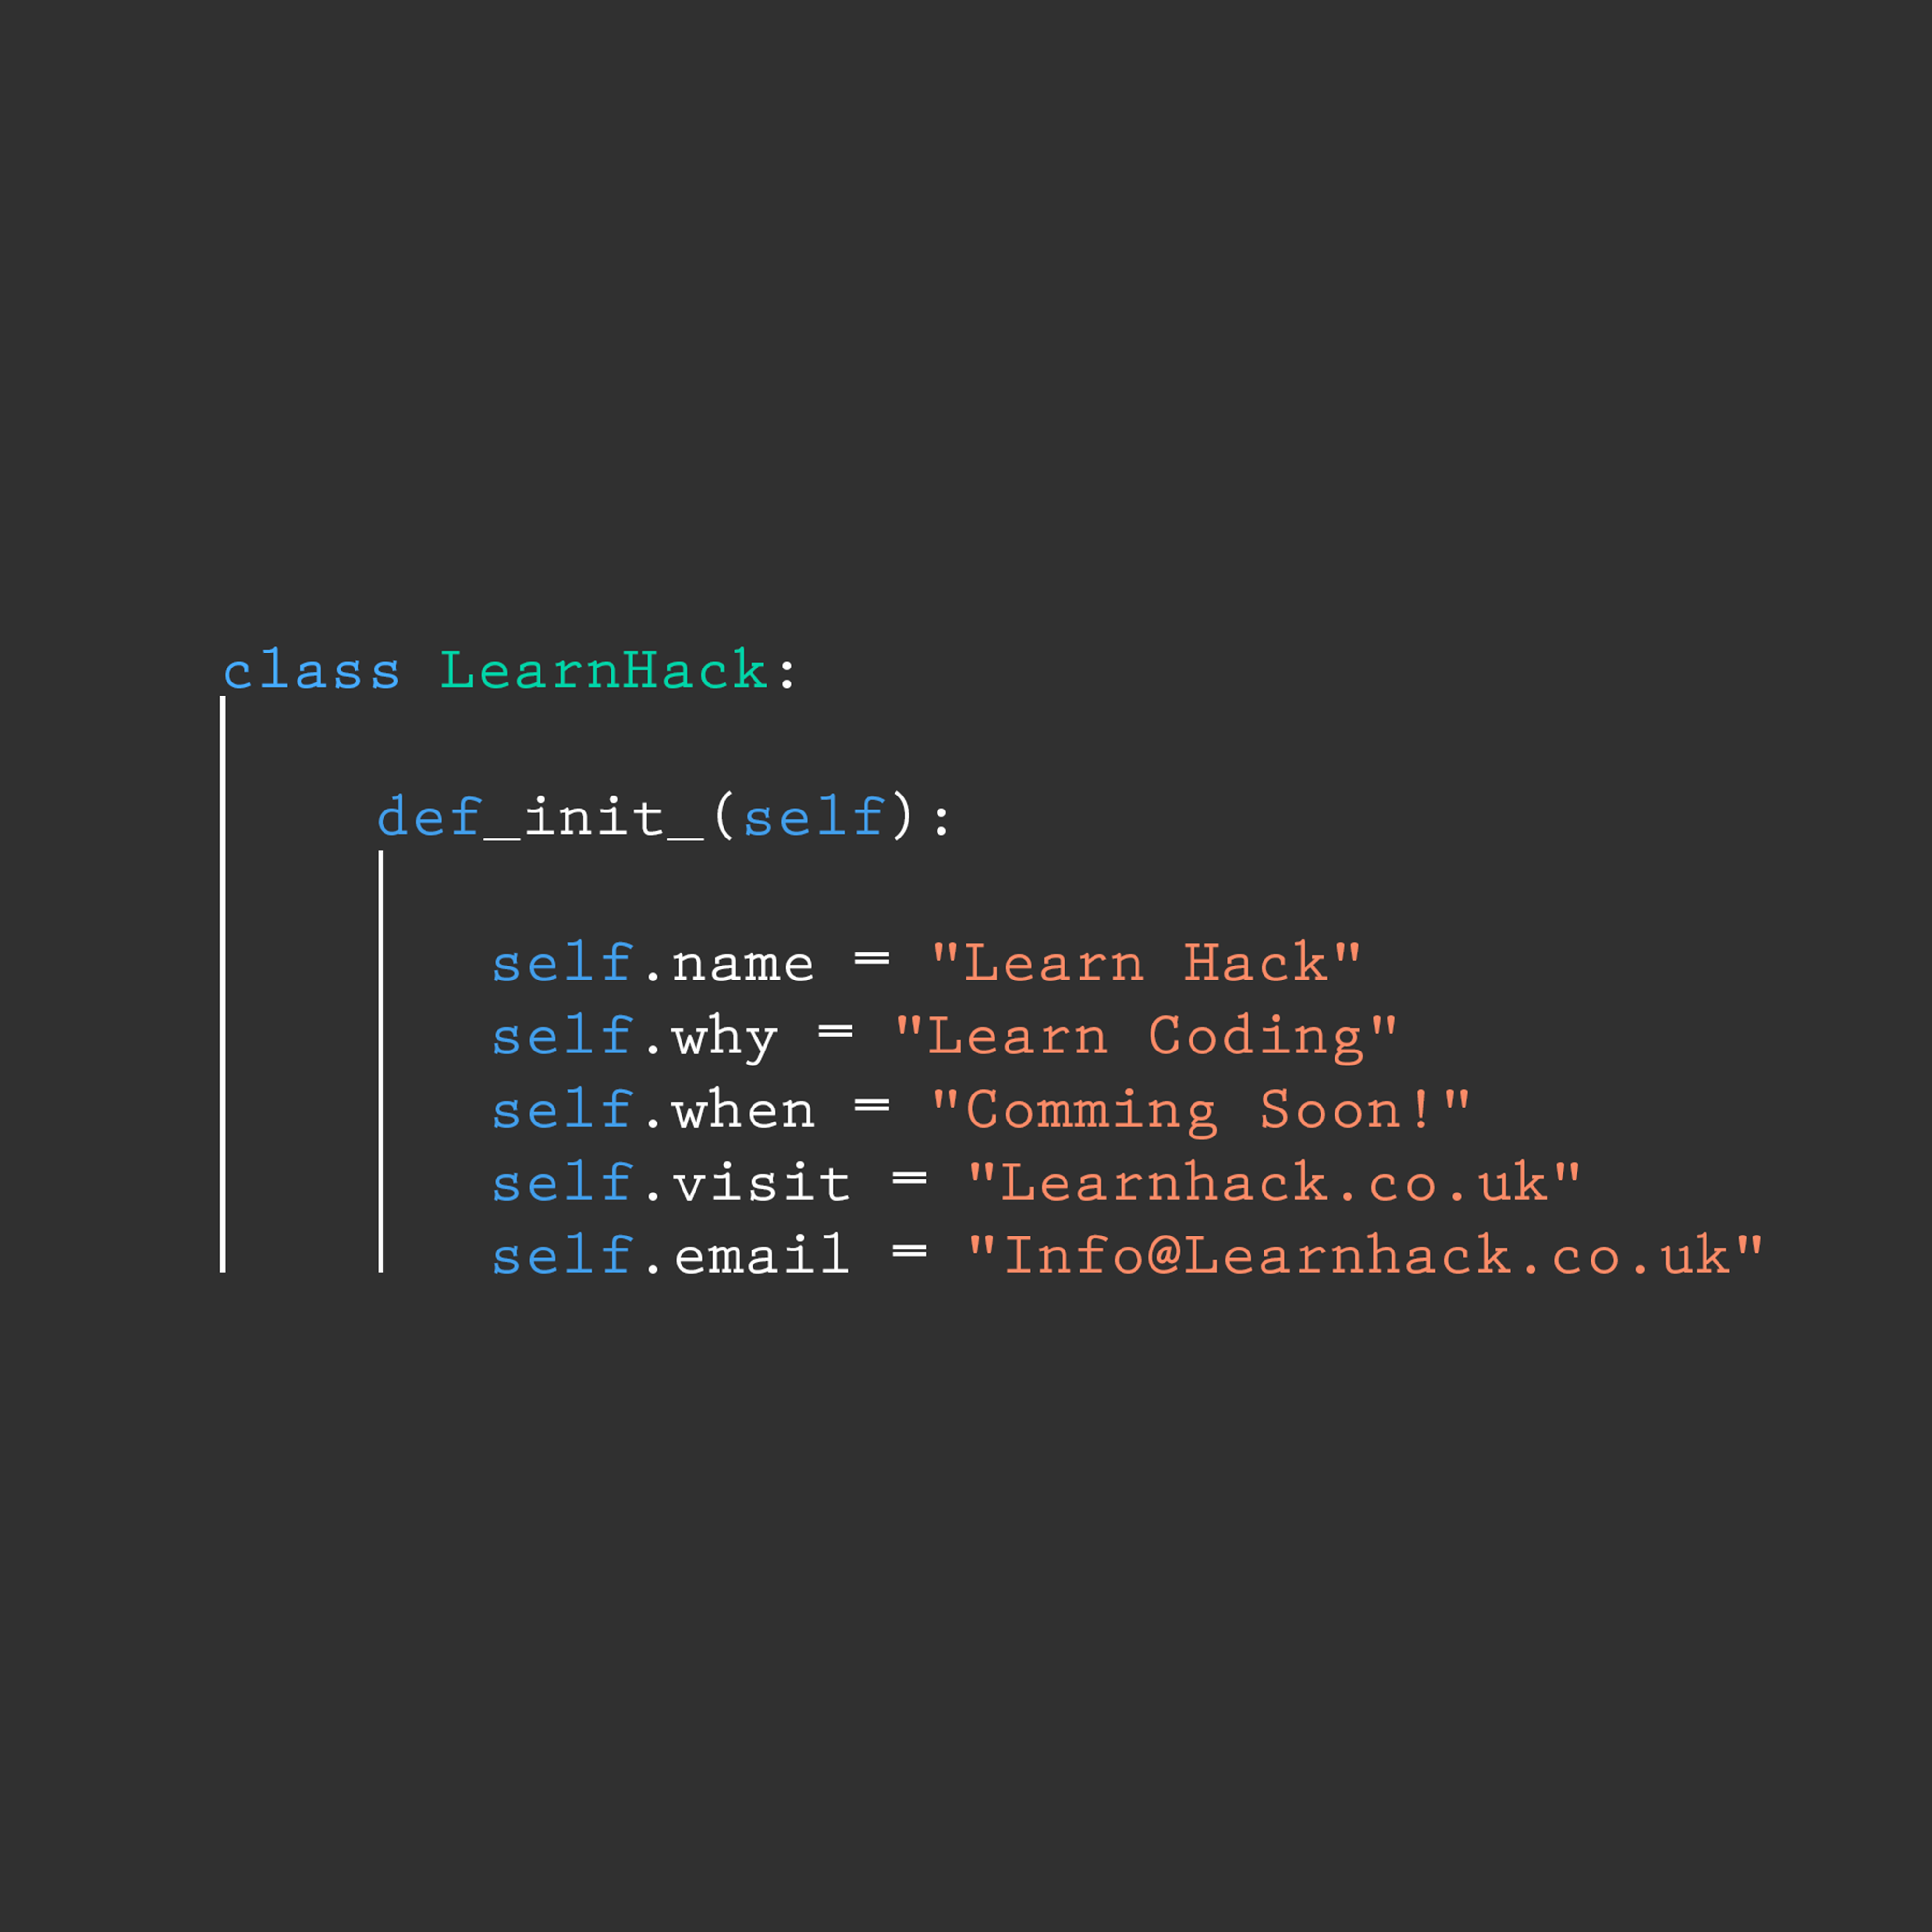 class LearnHack:
def_init_(self):
self.name = "Learn Hack"
self.why = "Learn Coding"
self.when = "Comming Soon!"
self.visit = "Learnhack.co.uk"
self.email = "Info@Learnhack.co.uk"